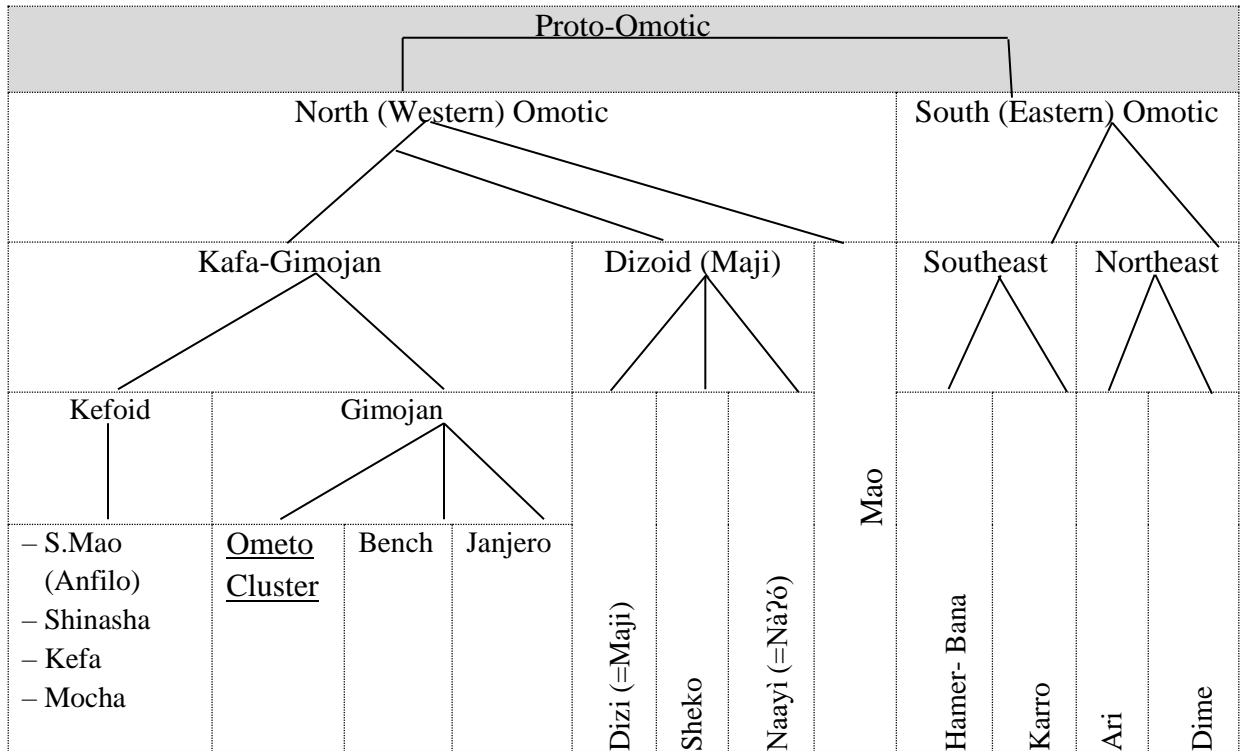 Proto-Omotic
North (Western) Omotic
South (Eastern) Omotic
Kafa-Gimojan
Dizoid (Maji)
Southeast
Northeast
Kefoid
Gimojan
Mao
– S.Mao
(Anfilo)
– Shinasha
– Kefa
– Mocha
Ometo
Cluster
Bench
Janjero
Dizi (=Maji)
Sheko
Naayì (=Nàʔó)
Hamer- Bana
Karro
Ari
Dime